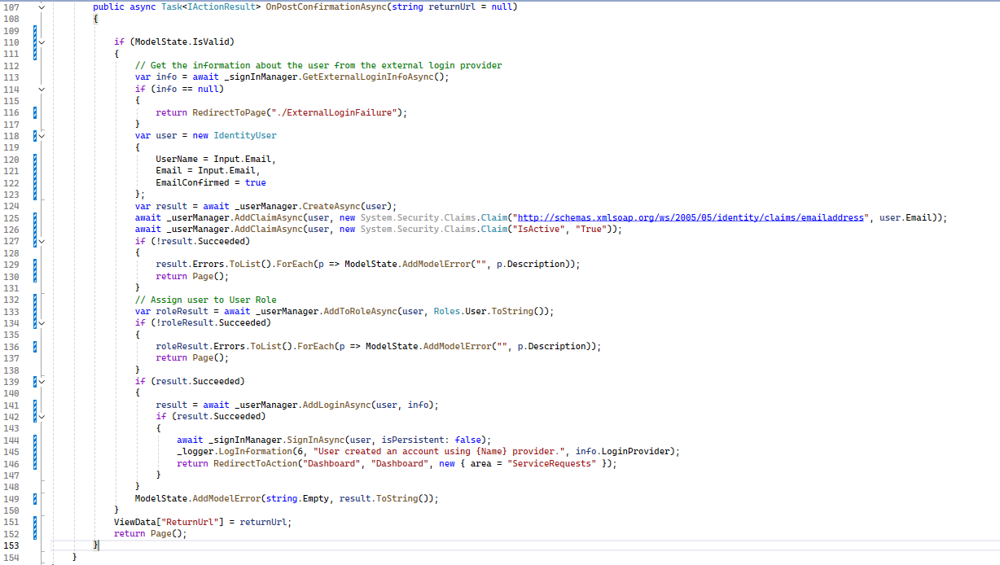 107 public async Task<IActionResult> OnPostConfirmationAsync(string returnUrl = null)
108 {
109
110 if (ModelState.IsValid)
111 {
112 // Get the information about the user from the external login provider
113 var info = await _signInManager.GetExternalLoginInfoAsync();
114 if (info == null)
115 {
116 return RedirectToPage("./ExternalLoginFailure");
117 }
118 var user = new IdentityUser
119 {
120 UserName = Input.Email,
121 Email = Input.Email,
122 EmailConfirmed = true
123 };
124 var result = await _userManager.CreateAsync(user);
125 await _userManager.AddClaimAsync(user, new System.Security.Claims.Claim("http://schemas.xmlsoap.org/ws/2005/05/identity/claims/emailaddress", user.Email));
126 await _userManager.AddClaimAsync(user, new System.Security.Claims.Claim("IsActive", "True"));
127 if (!result.Succeeded)
128 {
129 result.Errors.ToList().ForEach(p => ModelState.AddModelError("", p.Description));
130 return Page();
131 }
132 // Assign user to User Role
133 var roleResult = await _userManager.AddToRoleAsync(user, Roles.User.ToString());
134 if (!roleResult.Succeeded)
135 {
136 roleResult.Errors.ToList().ForEach(p => ModelState.AddModelError("", p.Description));
137 return Page();
138 }
139 if (result.Succeeded)
140 {
141 result = await _userManager.AddLoginAsync(user, info);
142 if (result.Succeeded)
143 {
144 await _signInManager.SignInAsync(user, isPersistent: false);
145 _logger.LogInformation(6, "User created an account using {Name} provider.", info.LoginProvider);
146 return RedirectToAction("Dashboard", "Dashboard", new { area = "ServiceRequests" });
147 }
148 }
149 ModelState.AddModelError(string.Empty, result.ToString());
150 }
151 ViewData["ReturnUrl"] = returnUrl;
152 return Page();
153 }
154 }